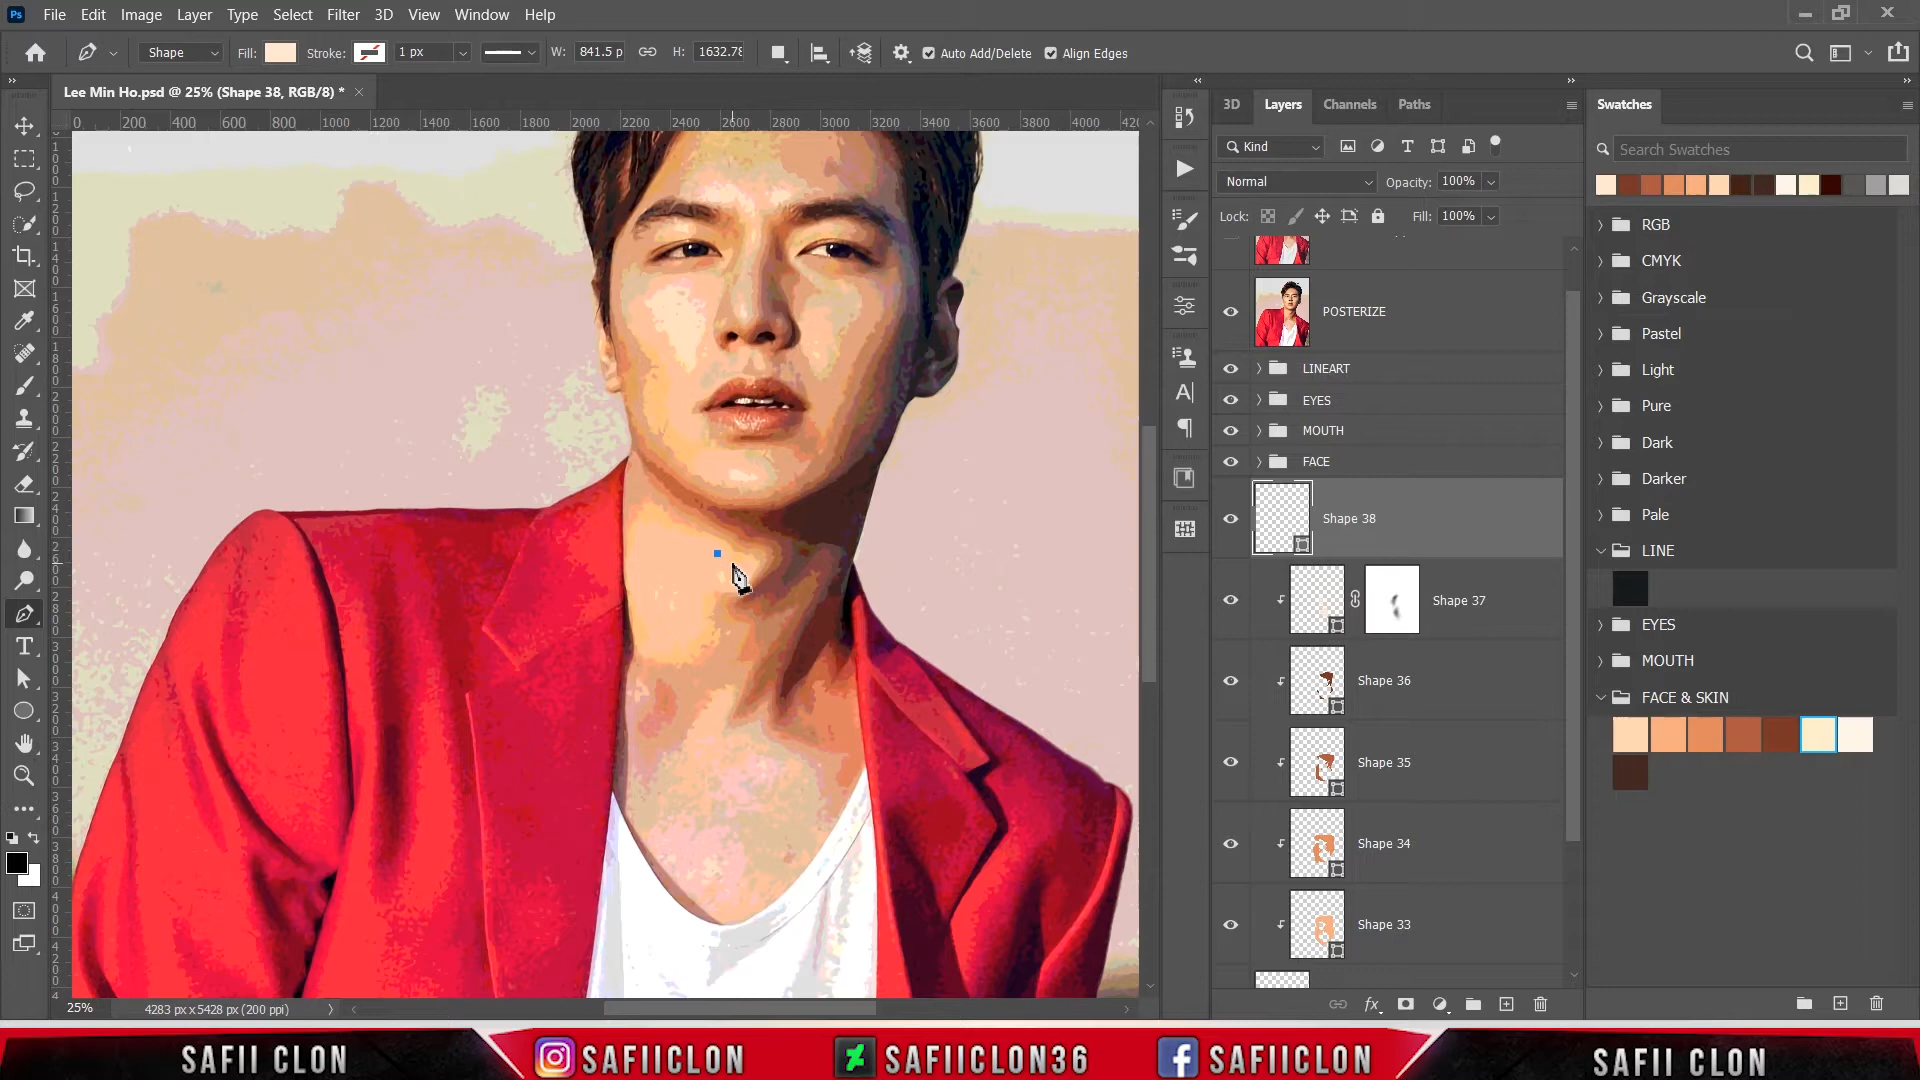 Ps File Edit Image Layer Type Select Filter 3D View Window Help
Shape Fill: Stroke: 1 px W: 841.5 p H: 1632.78 Auto Add/Delete Align Edges
Lee Min Ho.psd @ 25% (Shape 38, RGB/8) *
0 200 400 600 800 1000 1200 1400 1600 1800 2000 2200 2400 2600 2800 3000 3200 3400 3600 3800 4000 420
3D Layers Channels Paths
Kind
Normal Opacity: 100%
Lock: Fill: 100%
POSTERIZE
LINEART
EYES
MOUTH
FACE
Shape 38
Shape 37
Shape 36
Shape 35
Shape 34
Shape 33
fx
Swatches
Search Swatches
RGB
CMYK
Grayscale
Pastel
Light
Pure
Dark
Darker
Pale
LINE
EYES
MOUTH
FACE & SKIN
25% 4283 px x 5428 px (200 ppi)
SAFII CLON SAFIICLON SAFIICLON36 SAFIICLON SAFII CLON